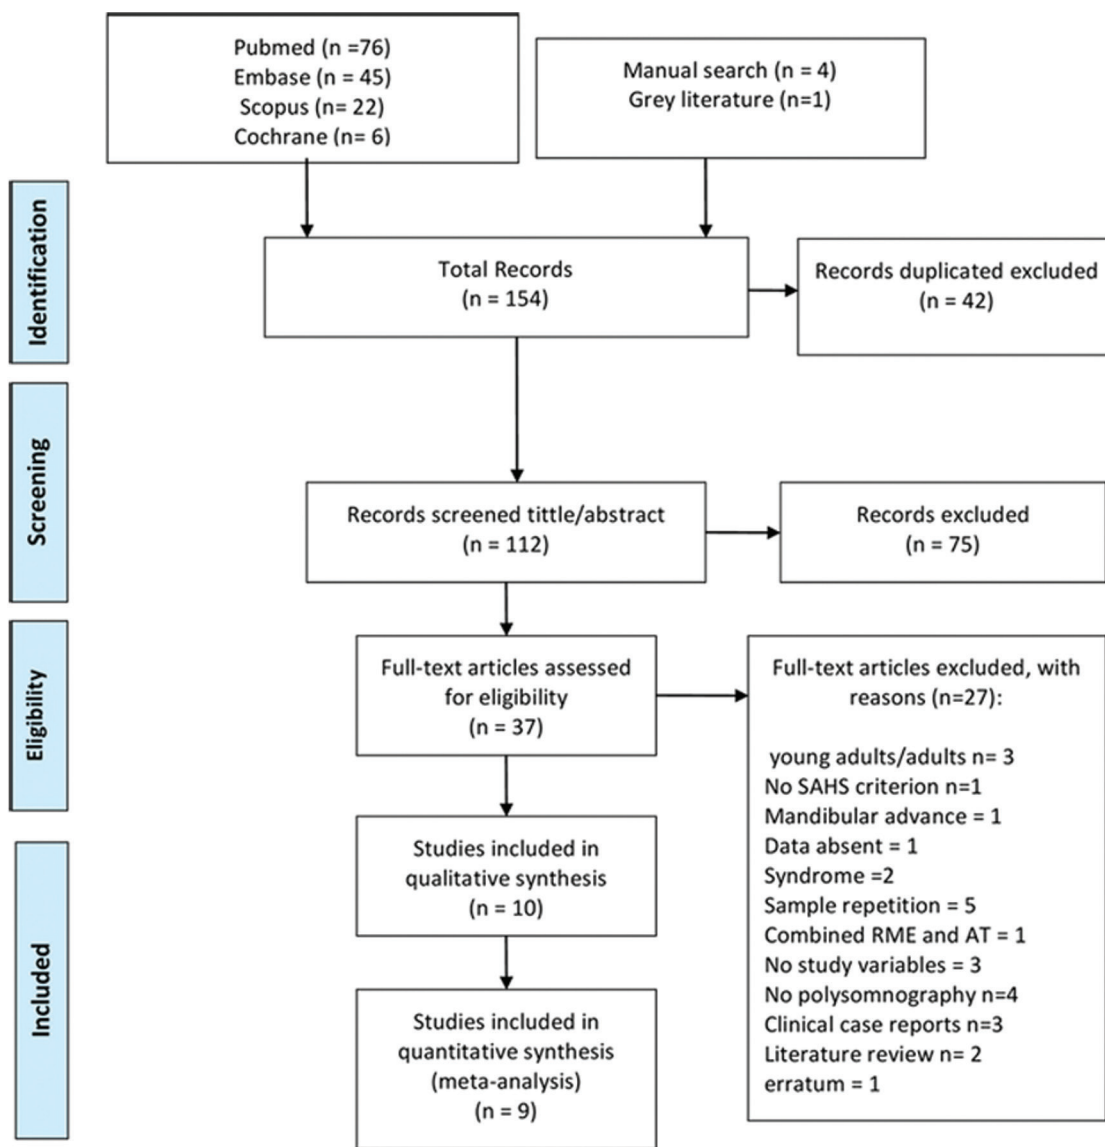 Pubmed (n =76)
Embase (n = 45)
Scopus (n= 22)
Cochrane (n= 6)
Manual search (n = 4)
Grey literature (n=1)
Identification
Total Records
(n = 154)
Records duplicated excluded
(n = 42)
Screening
Records screened tittle/abstract
(n = 112)
Records excluded
(n = 75)
Eligibility
Full-text articles assessed
for eligibility
(n = 37)
Full-text articles excluded, with
reasons (n=27):
young adults/adults n= 3
No SAHS criterion n=1
Mandibular advance = 1
Data absent = 1
Syndrome =2
Sample repetition = 5
Combined RME and AT = 1
No study variables = 3
No polysomnography n=4
Clinical case reports n=3
Literature review n= 2
erratum = 1
Included
Studies included in
qualitative synthesis
(n = 10)
Studies included in
quantitative synthesis
(meta-analysis)
(n = 9)